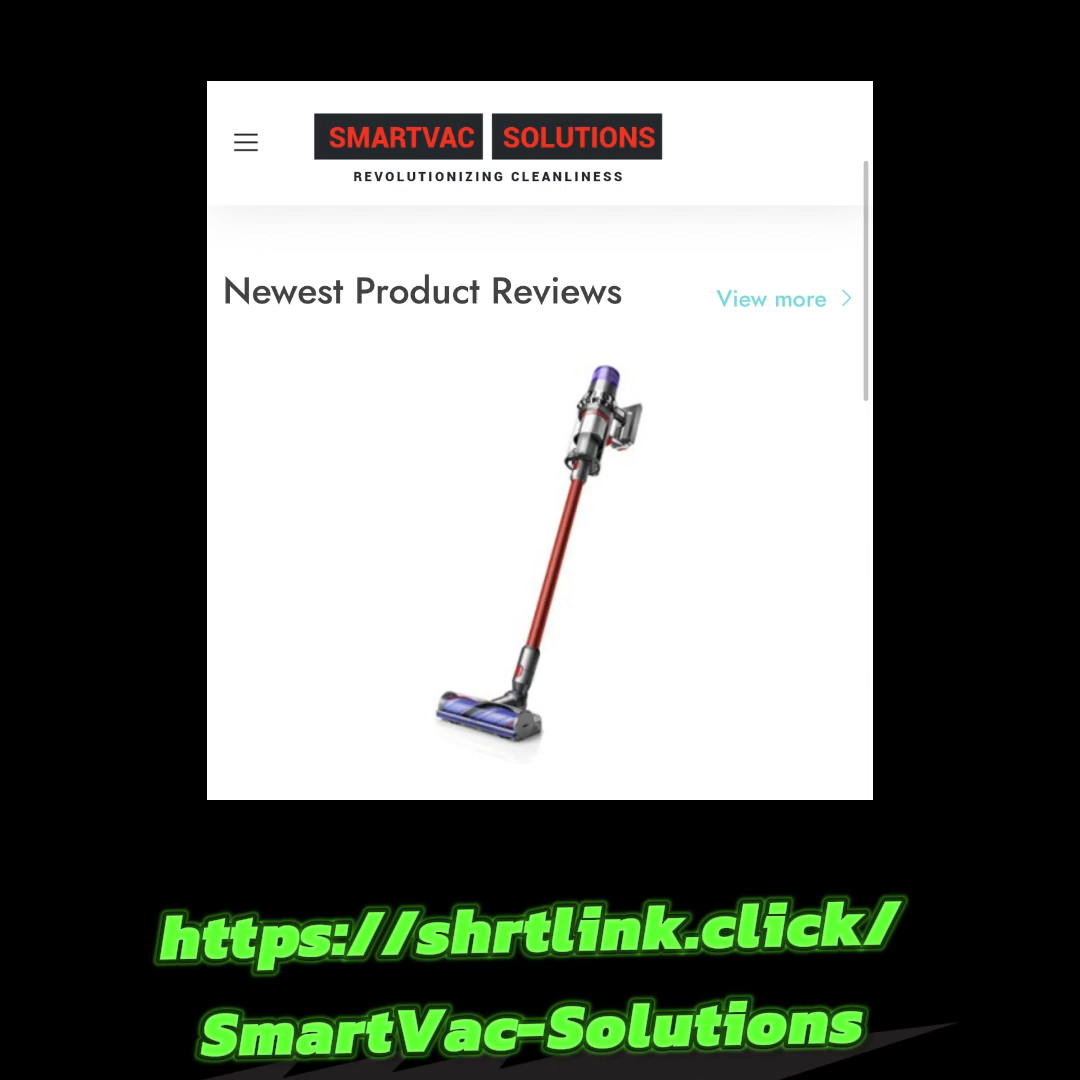 SMARTVAC SOLUTIONS
REVOLUTIONIZING CLEANLINESS
Newest Product Reviews
View more
https://shrtlink.click/
SmartVac-Solutions